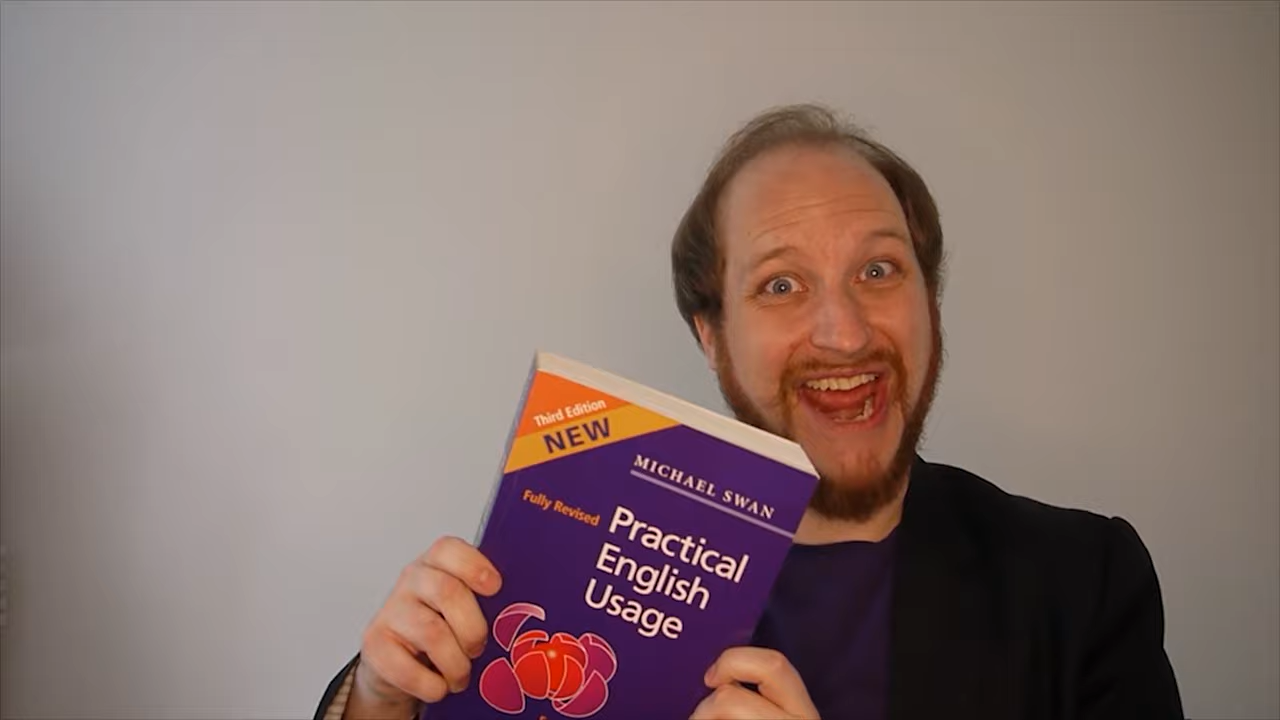 Third Edition
NEW
MICHAEL SWAN
Fully Revised
Practical
English
Usage